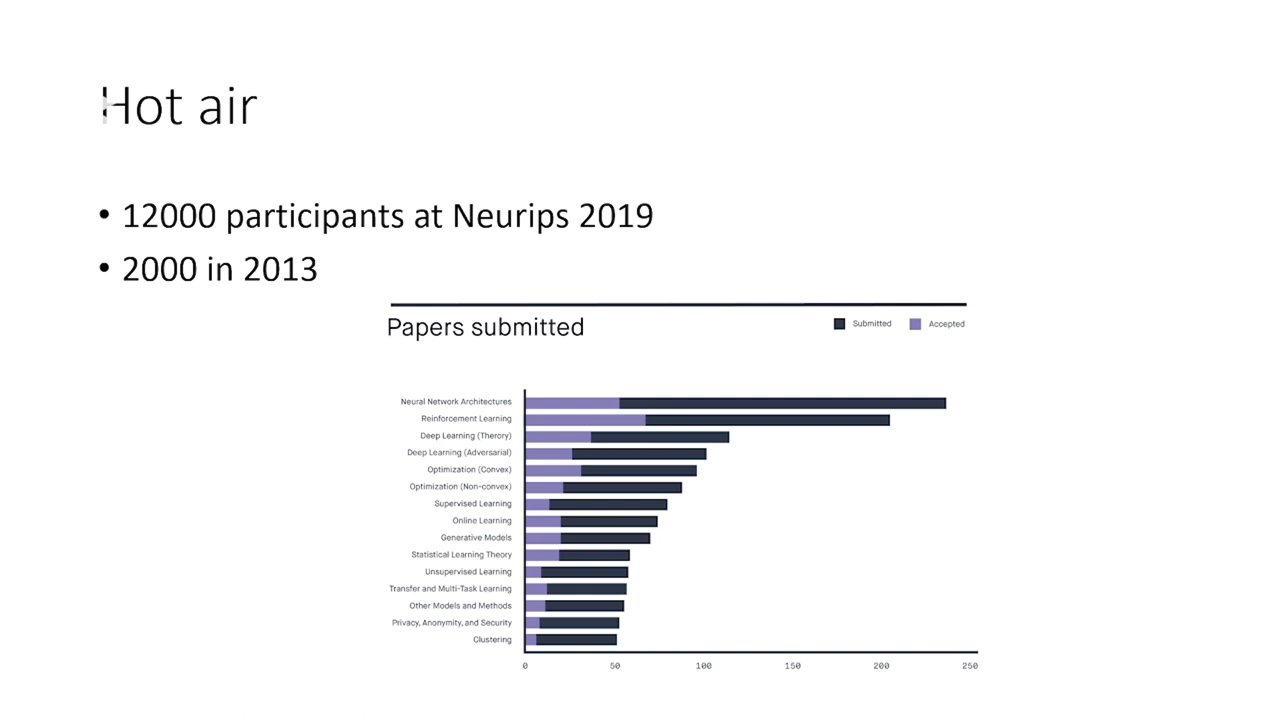 Hot air
• 12000 participants at Neurips 2019
• 2000 in 2013
Papers submitted
Submitted
Accepted
Neural Network Architectures
Reinforcement Learning
Deep Learning (Therory)
Deep Learning (Adversarial)
Optimization (Convex)
Optimization (Non-convex)
Supervised Learning
Online Learning
Generative Models
Statistical Learning Theory
Unsupervised Learning
Transfer and Multi-Task Learning
Other Models and Methods
Privacy, Anonymity, and Security
Clustering
0 50 100 150 200 250